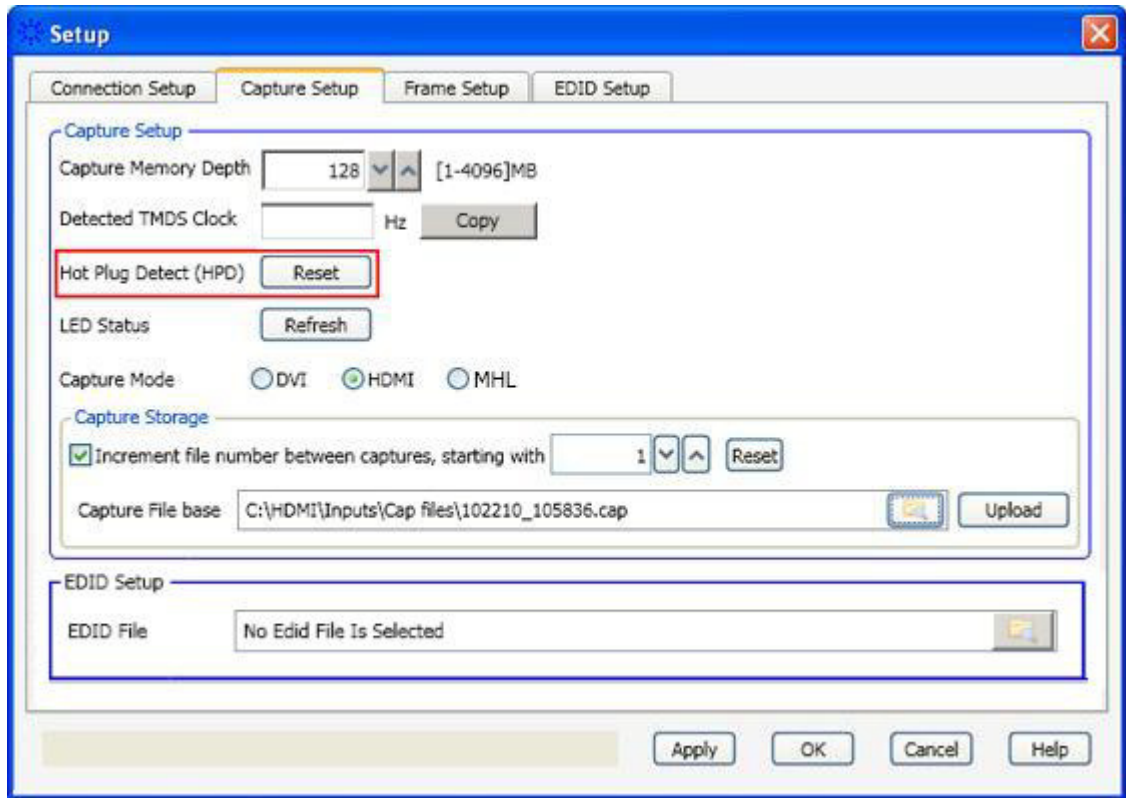 Setup
Connection Setup Capture Setup Frame Setup EDID Setup
Capture Setup
Capture Memory Depth 128 [1-4096]MB
Detected TMDS Clock Hz Copy
Hot Plug Detect (HPD) Reset
LED Status Refresh
Capture Mode DVI HDMI MHL
Capture Storage
Increment file number between captures, starting with 1 Reset
Capture File base C:\HDMI\Inputs\Cap files\102210_105836.cap Upload
EDID Setup
EDID File No Edid File Is Selected
Apply OK Cancel Help